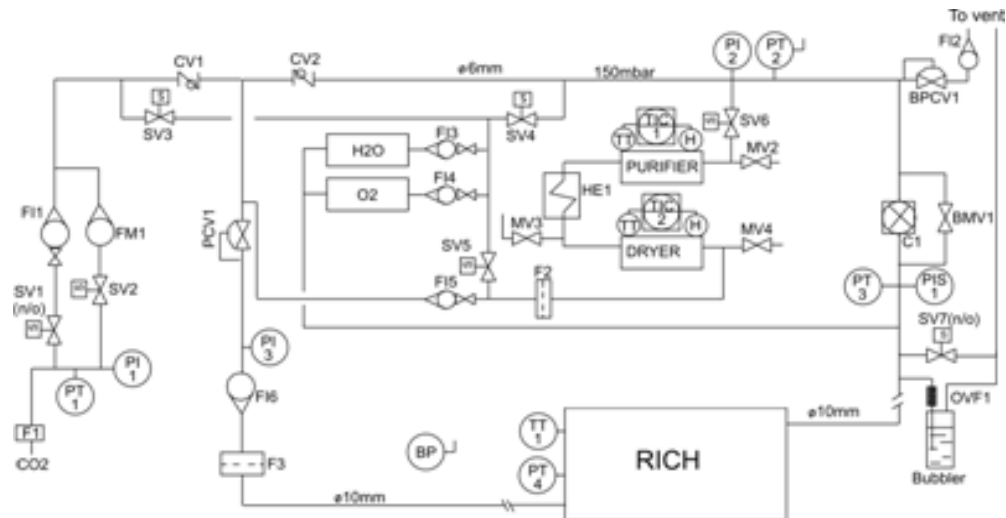 To vent
CV1
CV2
ø6mm
150mbar
PI
2
PT
2
FI2
BPCV1
S
SV3
S
SV4
SV6
TIC
1
TT
H
PURIFIER
MV2
H2O
FI3
O2
FI4
HE1
FI1
FM1
PCV1
MV3
TIC
2
TT
H
DRYER
MV4
C1
BMV1
SV1
(n/o)
SV2
SV5
F2
FI5
PT
3
PIS
1
SV7(n/o)
S
PI
3
PI
1
PT
1
FI6
F1
CO2
F3
BP
TT
1
PT
4
RICH
ø10mm
ø10mm
OVF1
Bubbler